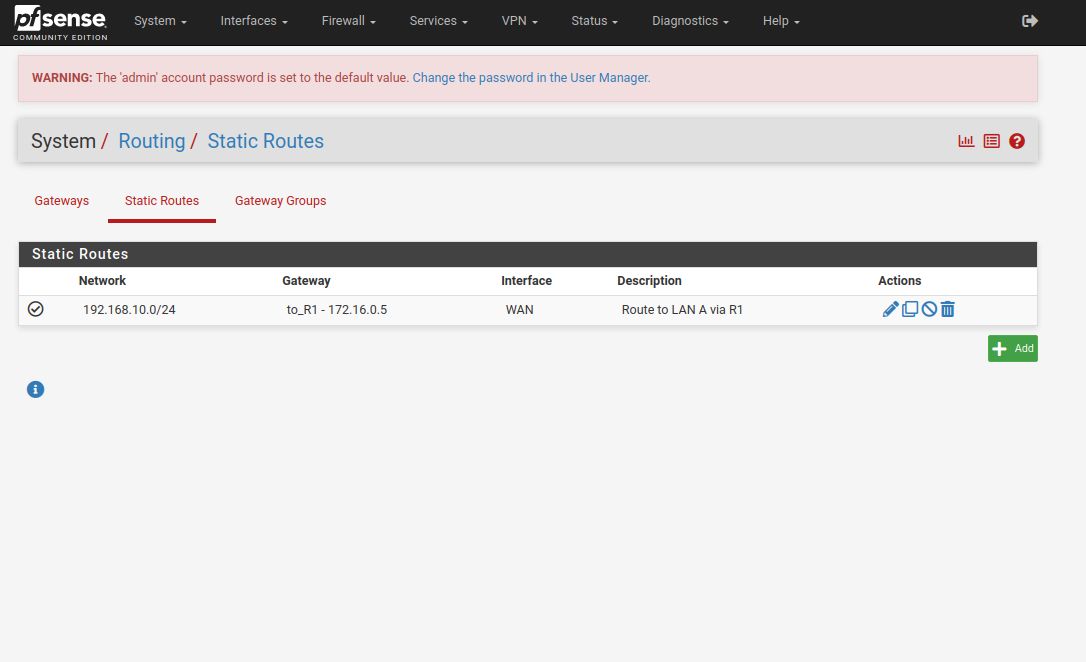 pfsense
COMMUNITY EDITION
System Interfaces Firewall Services VPN Status Diagnostics Help
WARNING: The 'admin' account password is set to the default value. Change the password in the User Manager.
System / Routing / Static Routes
Gateways Static Routes Gateway Groups
Static Routes
Network Gateway Interface Description Actions
192.168.10.0/24 to_R1 - 172.16.0.5 WAN Route to LAN A via R1
Add